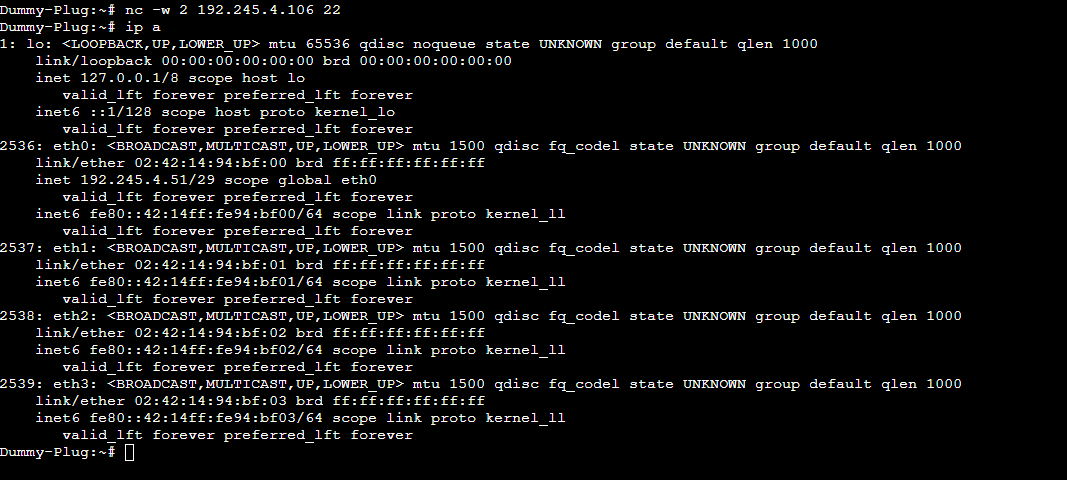 Dummy-Plug:~# nc -w 2 192.245.4.106 22
Dummy-Plug:~# ip a
1: lo: <LOOPBACK,UP,LOWER_UP> mtu 65536 qdisc noqueue state UNKNOWN group default qlen 1000
    link/loopback 00:00:00:00:00:00 brd 00:00:00:00:00:00
    inet 127.0.0.1/8 scope host lo
       valid_lft forever preferred_lft forever
    inet6 ::1/128 scope host proto kernel_lo
       valid_lft forever preferred_lft forever
2536: eth0: <BROADCAST,MULTICAST,UP,LOWER_UP> mtu 1500 qdisc fq_codel state UNKNOWN group default qlen 1000
    link/ether 02:42:14:94:bf:00 brd ff:ff:ff:ff:ff:ff
    inet 192.245.4.51/29 scope global eth0
       valid_lft forever preferred_lft forever
    inet6 fe80::42:14ff:fe94:bf00/64 scope link proto kernel_ll
       valid_lft forever preferred_lft forever
2537: eth1: <BROADCAST,MULTICAST,UP,LOWER_UP> mtu 1500 qdisc fq_codel state UNKNOWN group default qlen 1000
    link/ether 02:42:14:94:bf:01 brd ff:ff:ff:ff:ff:ff
    inet6 fe80::42:14ff:fe94:bf01/64 scope link proto kernel_ll
       valid_lft forever preferred_lft forever
2538: eth2: <BROADCAST,MULTICAST,UP,LOWER_UP> mtu 1500 qdisc fq_codel state UNKNOWN group default qlen 1000
    link/ether 02:42:14:94:bf:02 brd ff:ff:ff:ff:ff:ff
    inet6 fe80::42:14ff:fe94:bf02/64 scope link proto kernel_ll
       valid_lft forever preferred_lft forever
2539: eth3: <BROADCAST,MULTICAST,UP,LOWER_UP> mtu 1500 qdisc fq_codel state UNKNOWN group default qlen 1000
    link/ether 02:42:14:94:bf:03 brd ff:ff:ff:ff:ff:ff
    inet6 fe80::42:14ff:fe94:bf03/64 scope link proto kernel_ll
       valid_lft forever preferred_lft forever
Dummy-Plug:~#